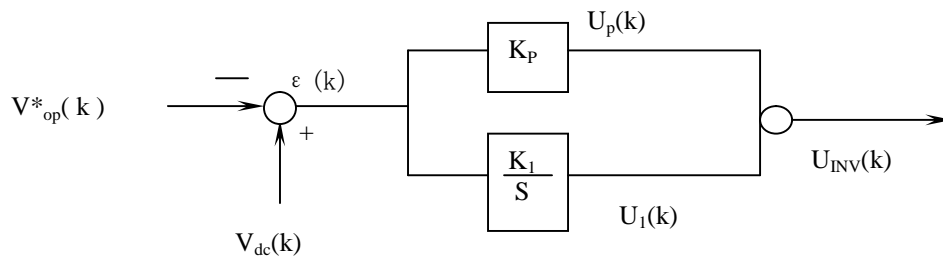 U_p(k)
K_P
ε (k)
V*_op( k )
+
K_1
S
U_INV(k)
U_1(k)
V_dc(k)